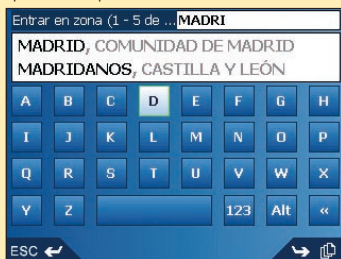 Entrar en zona (1 - 5 de ... MADRI
MADRID, COMUNIDAD DE MADRID
MADRIDANOS, CASTILLA Y LEÓN
A B C D E F G H
I J K L M N O P
Q R S T U V W X
Y Z 123 Alt «
ESC